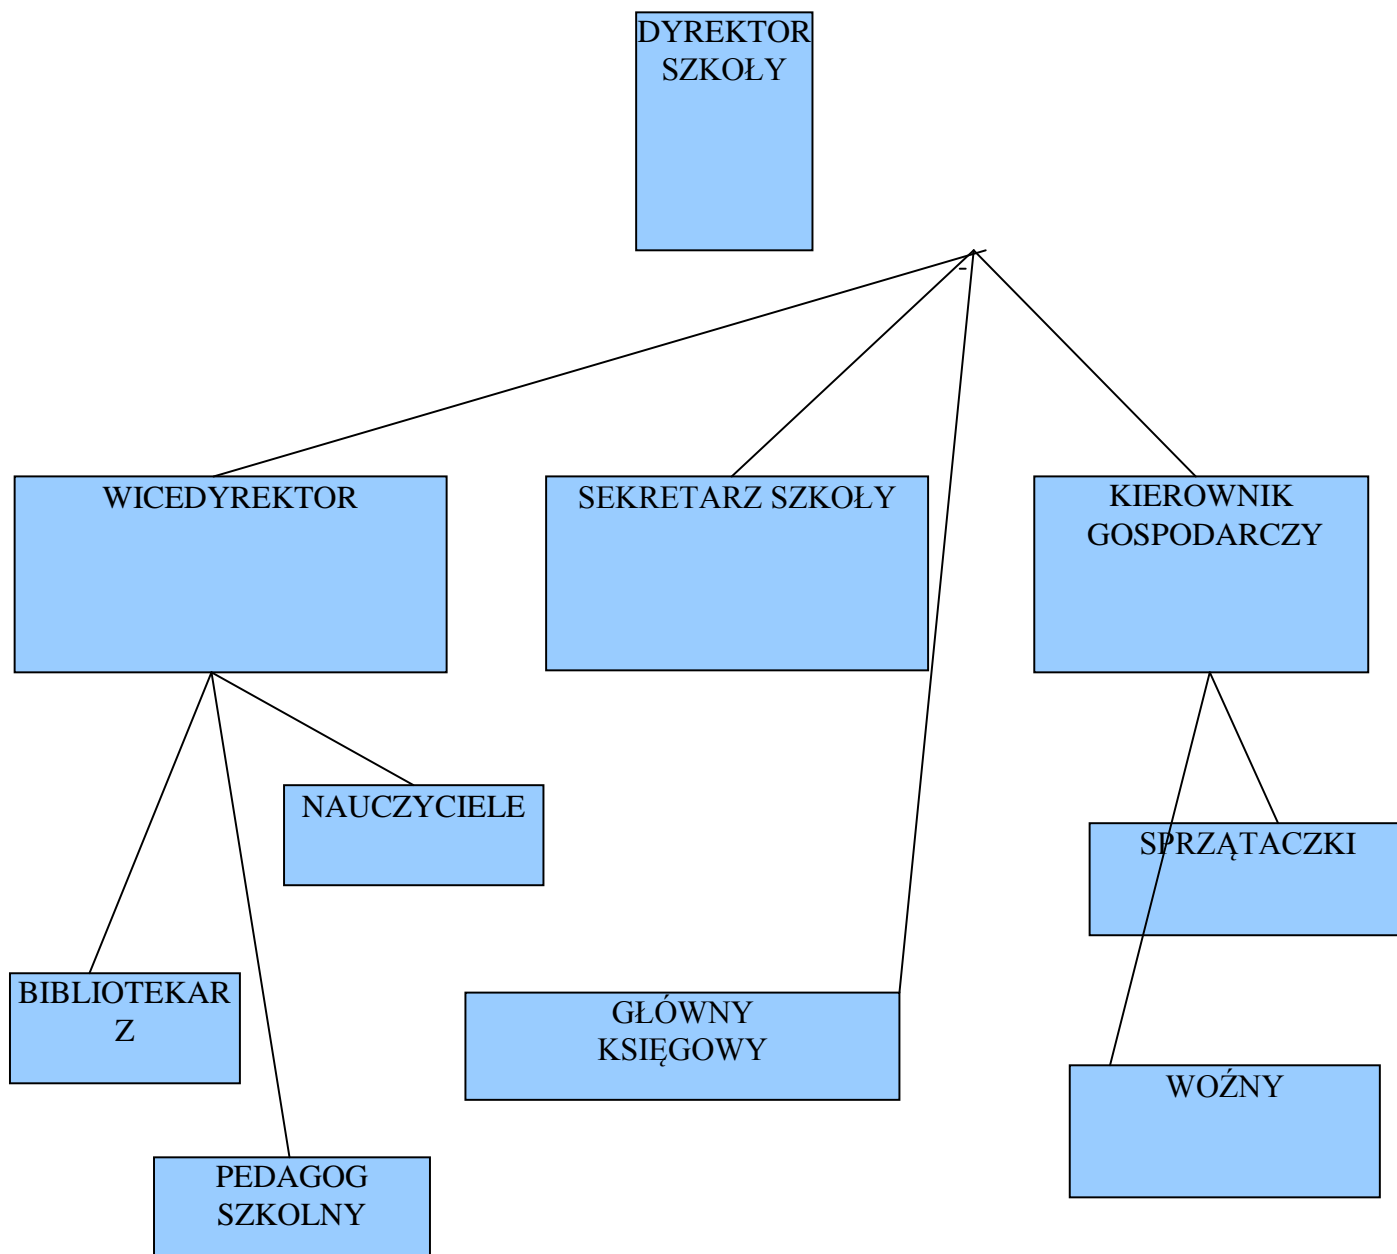 DYREKTOR
SZKOŁY
-
WICEDYREKTOR
SEKRETARZ SZKOŁY
KIEROWNIK
GOSPODARCZY
NAUCZYCIELE
SPRZĄTACZKI
BIBLIOTEKAR
Z
GŁÓWNY
KSIĘGOWY
WOŹNY
PEDAGOG
SZKOLNY